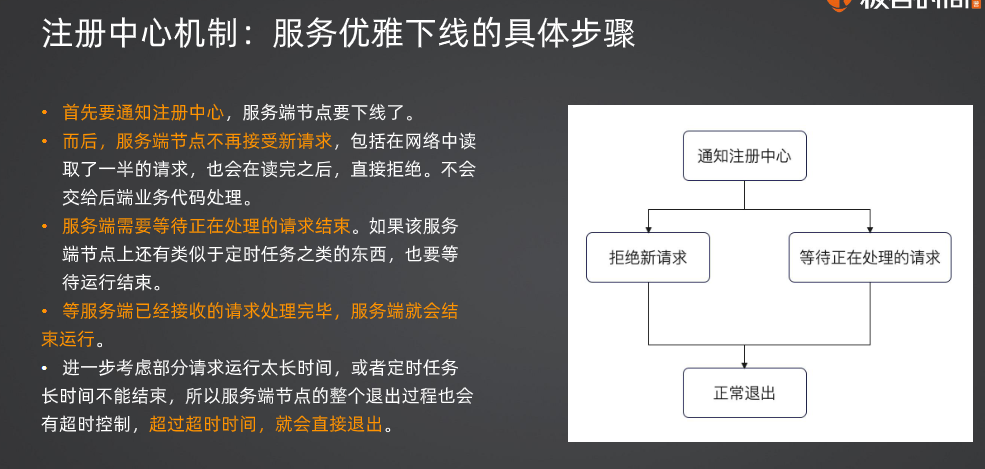 注册中心机制：服务优雅下线的具体步骤
• 首先要通知注册中心，服务端节点要下线了。
• 而后，服务端节点不再接受新请求，包括在网络中读
取了一半的请求，也会在读完之后，直接拒绝。不会
交给后端业务代码处理。
• 服务端需要等待正在处理的请求结束。如果该服务
端节点上还有类似于定时任务之类的东西，也要等
待运行结束。
• 等服务端已经接收的请求处理完毕，服务端就会结
束运行。
• 进一步考虑部分请求运行太长时间，或者定时任务
长时间不能结束，所以服务端节点的整个退出过程也会
有超时控制，超过超时时间，就会直接退出。
通知注册中心
拒绝新请求
等待正在处理的请求
正常退出